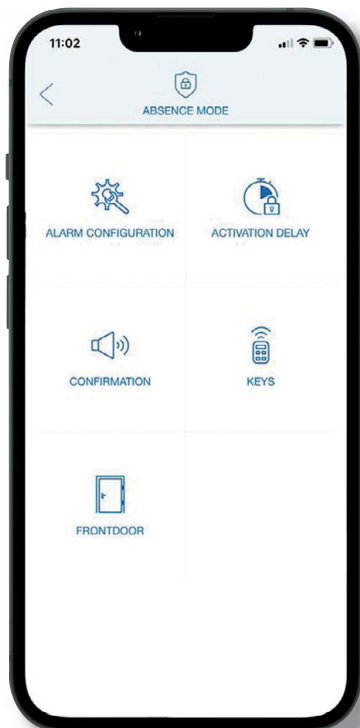 11:02
ABSENCE MODE
ALARM CONFIGURATION
ACTIVATION DELAY
CONFIRMATION
KEYS
FRONTDOOR